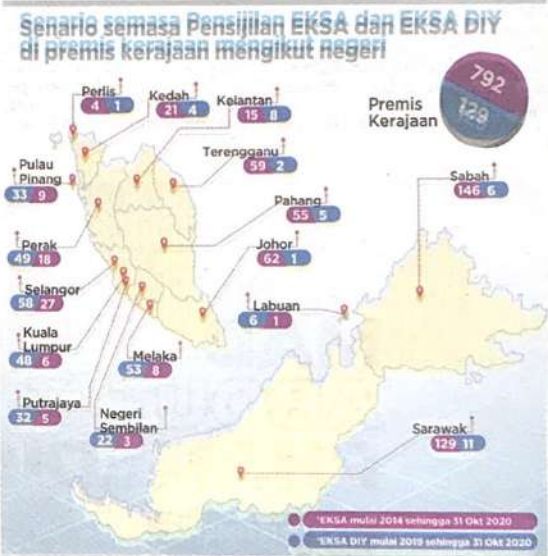 Senario semasa Pensijilan EKSA dan EKSA DIY
di premis kerajaan mengikut negeri
792
129
Premis
Kerajaan
Perlis
4 1
Kedah
21 4
Kelantan
15 8
Terengganu
59 2
Pulau
Pinang
33 9
Pahang
55 5
Sabah
146 6
Perak
49 18
Johor
62 1
Selangor
58 27
Labuan
6 1
Kuala
Lumpur
48 6
Melaka
53 8
Putrajaya
32 5
Negeri
Sembilan
22 3
Sarawak
129 11
*EKSA mulai 2014 sehingga 31 Okt 2020
*EKSA DIY mulai 2019 sehingga 31 Okt 2020